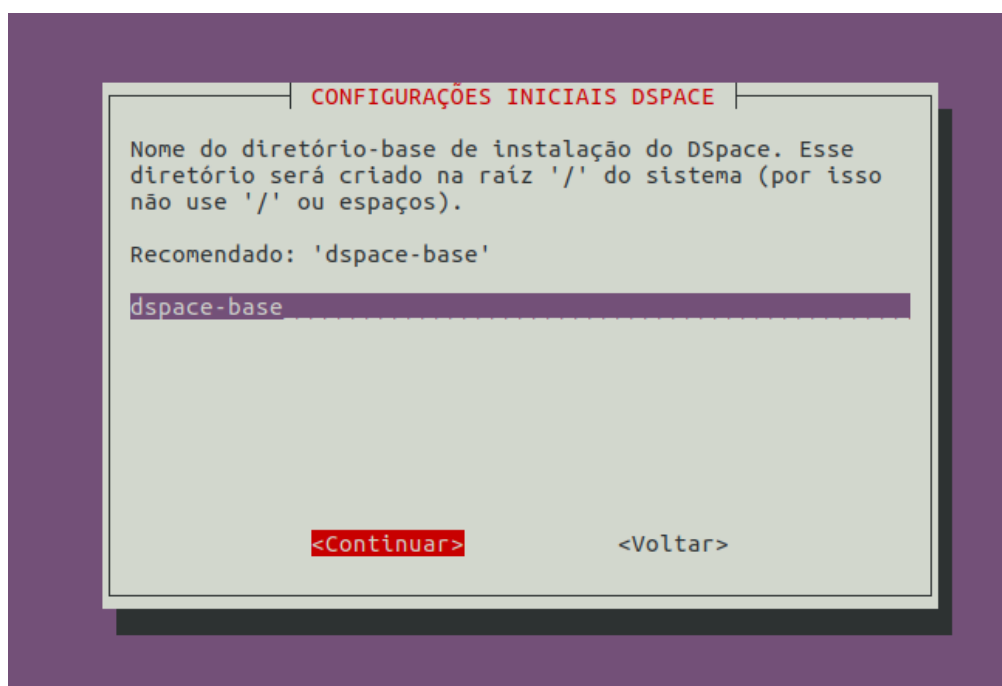 CONFIGURAÇÕES INICIAIS DSPACE
Nome do diretório-base de instalação do DSpace. Esse
diretório será criado na raíz '/' do sistema (por isso
não use '/' ou espaços).
Recomendado: 'dspace-base'
dspace-base
<Continuar> <Voltar>